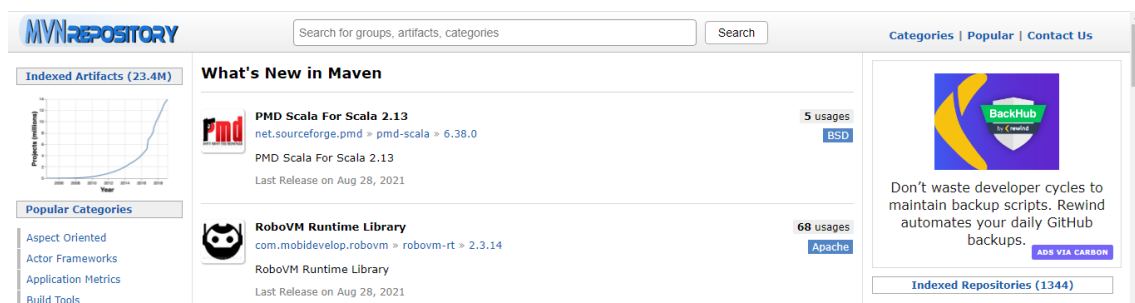 MVNREPOSITORY
Search for groups, artifacts, categories
Search
Categories | Popular | Contact Us
Indexed Artifacts (23.4M)
Projects (millions)
Year
Popular Categories
Aspect Oriented
Actor Frameworks
Application Metrics
Build Tools
What's New in Maven
Pmd
PMD Scala For Scala 2.13
5 usages
net.sourceforge.pmd » pmd-scala » 6.38.0
BSD
PMD Scala For Scala 2.13
Last Release on Aug 28, 2021
RoboVM Runtime Library
68 usages
com.mobidevelop.robovm » robovm-rt » 2.3.14
Apache
RoboVM Runtime Library
Last Release on Aug 28, 2021
BackHub
by rewind
Don't waste developer cycles to
maintain backup scripts. Rewind
automates your daily GitHub
backups.
ADS VIA CARBON
Indexed Repositories (1344)